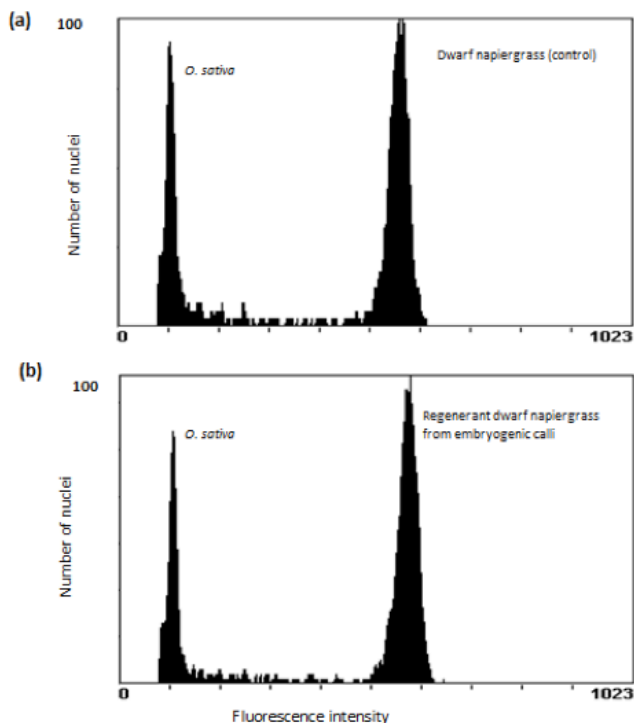 (a)
100
O. sativa
Dwarf napiergrass (control)
Number of nuclei
0
1023
(b)
100
O. sativa
Regenerant dwarf napiergrass
from embryogenic calli
Number of nuclei
0
1023
Fluorescence intensity